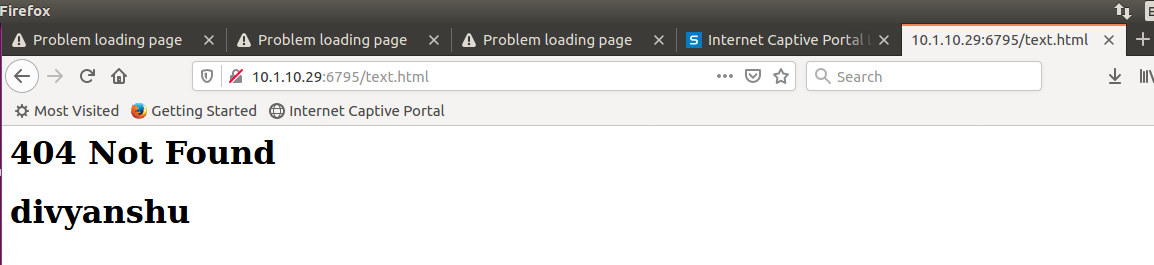 Firefox
Problem loading page
Problem loading page
Problem loading page
S Internet Captive Portal
10.1.10.29:6795/text.html
10.1.10.29:6795/text.html
Search
Most Visited Getting Started Internet Captive Portal
404 Not Found
divyanshu